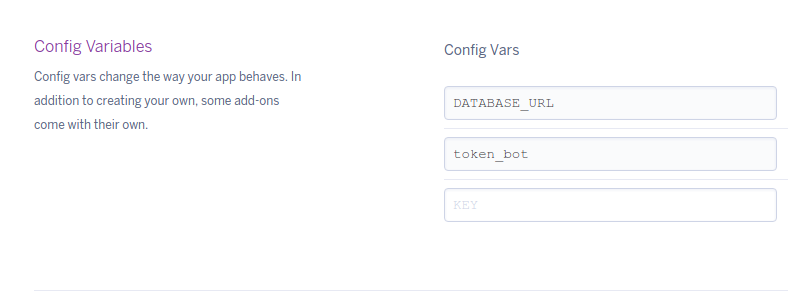 Config Variables
Config vars change the way your app behaves. In
addition to creating your own, some add-ons
come with their own.
Config Vars
DATABASE_URL
token_bot
KEY